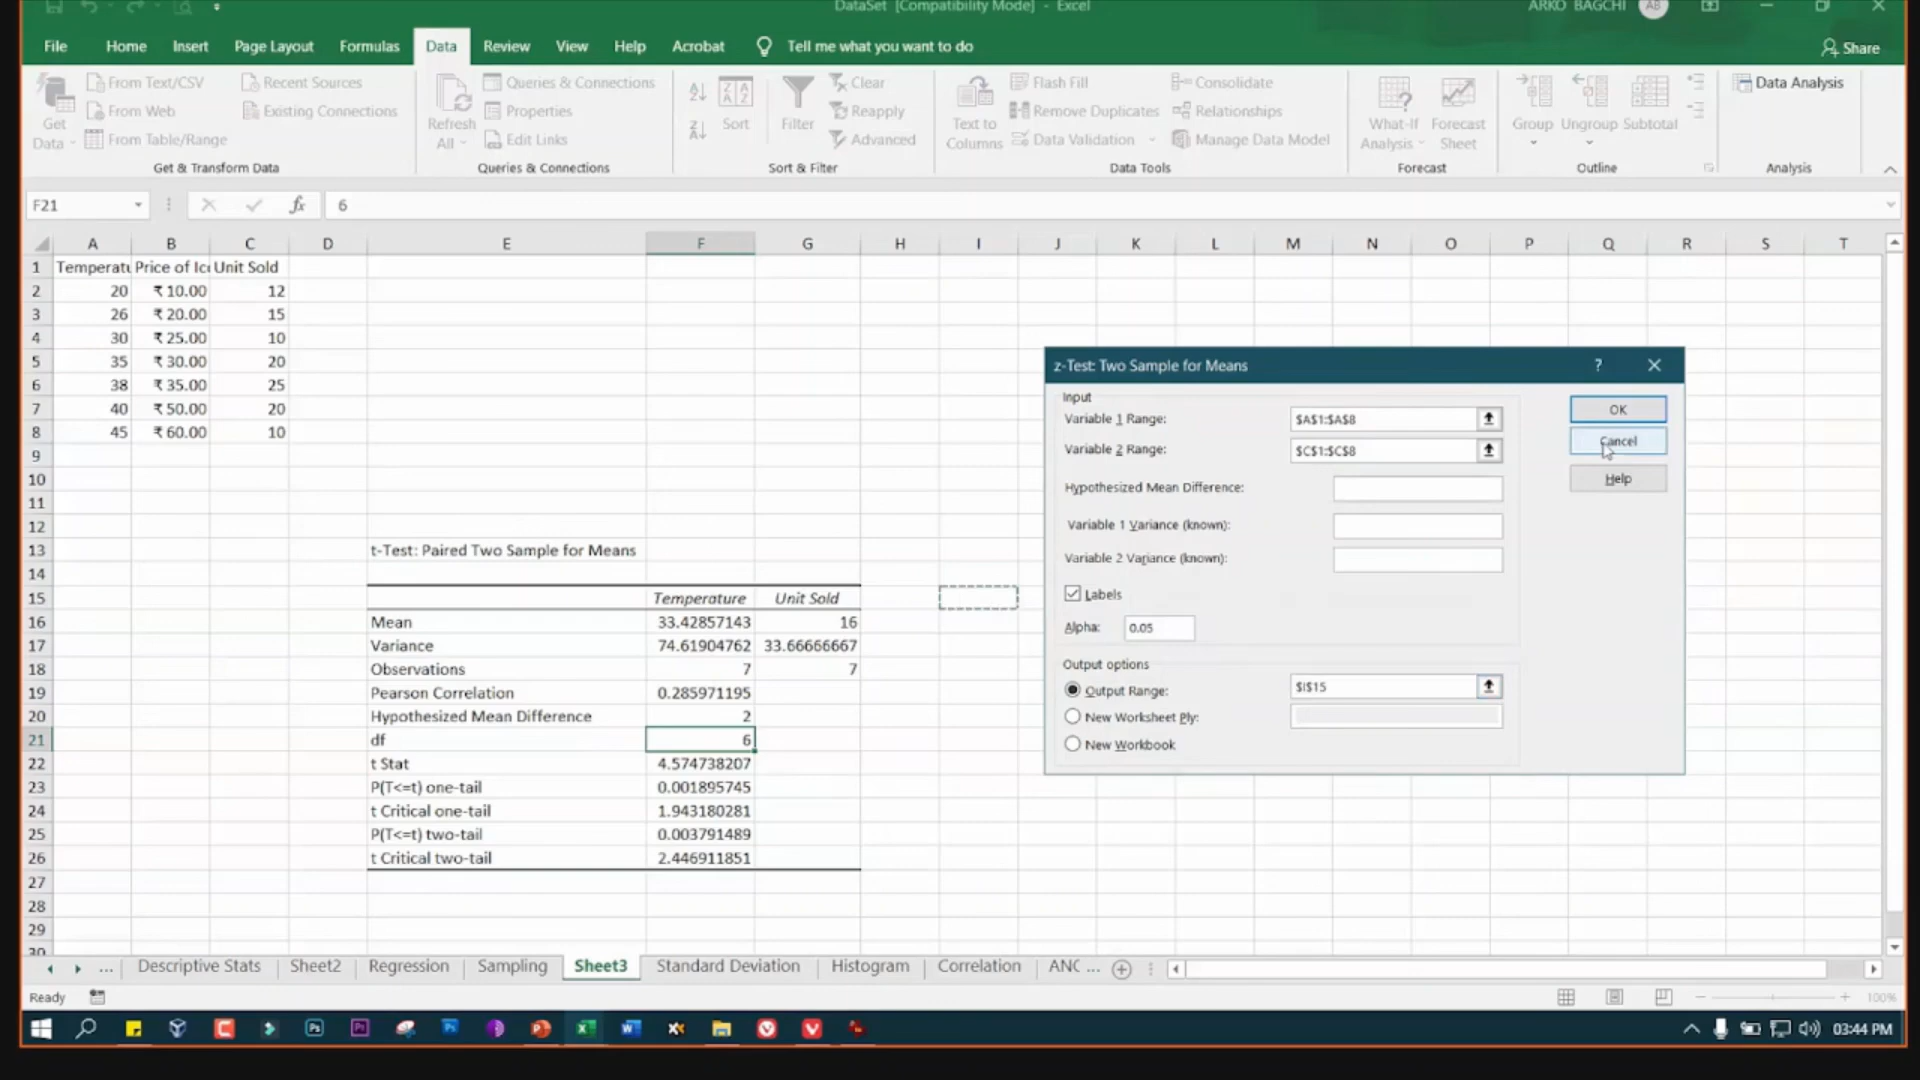 DataSet [Compatibility Mode] - Excel
ARKO BAGCHI AB
File Home Insert Page Layout Formulas Data Review View Help Acrobat Tell me what you want to do Share
From Text/CSV Recent Sources Queries & Connections Clear Flash Fill Consolidate Data Analysis
From Web Existing Connections Properties Reapply Remove Duplicates Relationships
From Table/Range Edit Links Advanced Data Validation Manage Data Model
Get Data Refresh All Sort Filter Text to Columns What-If Analysis Forecast Sheet Group Ungroup Subtotal
Get & Transform Data Queries & Connections Sort & Filter Data Tools Forecast Outline Analysis
F21 fx 6
A B C D E F G H I J K L M N O P Q R S T
1 Temperatu Price of Ice Unit Sold
2 20 ₹ 10.00 12
3 26 ₹ 20.00 15
4 30 ₹ 25.00 10
5 35 ₹ 30.00 20
6 38 ₹ 35.00 25
7 40 ₹ 50.00 20
8 45 ₹ 60.00 10
9
10
11
12
13 t-Test: Paired Two Sample for Means
14
15 Temperature Unit Sold
16 Mean 33.42857143 16
17 Variance 74.61904762 33.66666667
18 Observations 7 7
19 Pearson Correlation 0.285971195
20 Hypothesized Mean Difference 2
21 df 6
22 t Stat 4.574738207
23 P(T<=t) one-tail 0.001895745
24 t Critical one-tail 1.943180281
25 P(T<=t) two-tail 0.003791489
26 t Critical two-tail 2.446911851
27
28
29
30
z-Test: Two Sample for Means ?
Input
Variable 1 Range: $A$1:$A$8 OK
Variable 2 Range: $C$1:$C$8 Cancel
Hypothesized Mean Difference: Help
Variable 1 Variance (known):
Variable 2 Variance (known):
Labels
Alpha: 0.05
Output options
Output Range: $I$15
New Worksheet Ply:
New Workbook
... Descriptive Stats Sheet2 Regression Sampling Sheet3 Standard Deviation Histogram Correlation ANC ...
Ready 100%
03:44 PM